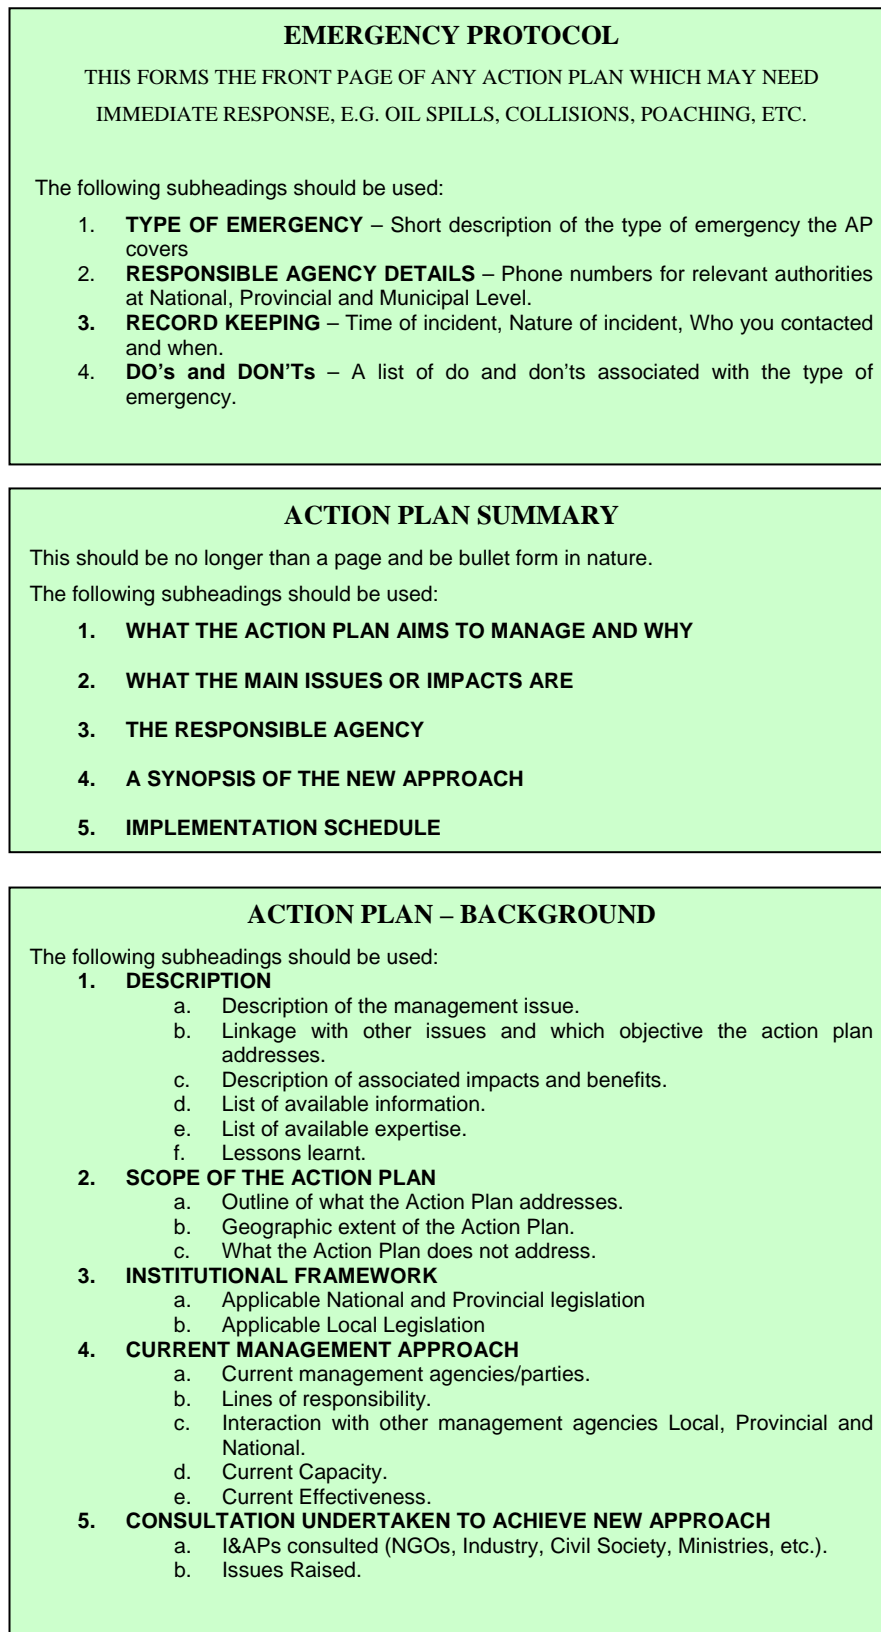 EMERGENCY PROTOCOL
THIS FORMS THE FRONT PAGE OF ANY ACTION PLAN WHICH MAY NEED
IMMEDIATE RESPONSE, E.G. OIL SPILLS, COLLISIONS, POACHING, ETC.
The following subheadings should be used:
1. TYPE OF EMERGENCY – Short description of the type of emergency the AP
covers
2. RESPONSIBLE AGENCY DETAILS – Phone numbers for relevant authorities
at National, Provincial and Municipal Level.
3. RECORD KEEPING – Time of incident, Nature of incident, Who you contacted
and when.
4. DO's and DON'Ts – A list of do and don'ts associated with the type of
emergency.
ACTION PLAN SUMMARY
This should be no longer than a page and be bullet form in nature.
The following subheadings should be used:
1. WHAT THE ACTION PLAN AIMS TO MANAGE AND WHY
2. WHAT THE MAIN ISSUES OR IMPACTS ARE
3. THE RESPONSIBLE AGENCY
4. A SYNOPSIS OF THE NEW APPROACH
5. IMPLEMENTATION SCHEDULE
ACTION PLAN – BACKGROUND
The following subheadings should be used:
1. DESCRIPTION
a. Description of the management issue.
b. Linkage with other issues and which objective the action plan
addresses.
c. Description of associated impacts and benefits.
d. List of available information.
e. List of available expertise.
f. Lessons learnt.
2. SCOPE OF THE ACTION PLAN
a. Outline of what the Action Plan addresses.
b. Geographic extent of the Action Plan.
c. What the Action Plan does not address.
3. INSTITUTIONAL FRAMEWORK
a. Applicable National and Provincial legislation
b. Applicable Local Legislation
4. CURRENT MANAGEMENT APPROACH
a. Current management agencies/parties.
b. Lines of responsibility.
c. Interaction with other management agencies Local, Provincial and
National.
d. Current Capacity.
e. Current Effectiveness.
5. CONSULTATION UNDERTAKEN TO ACHIEVE NEW APPROACH
a. I&APs consulted (NGOs, Industry, Civil Society, Ministries, etc.).
b. Issues Raised.